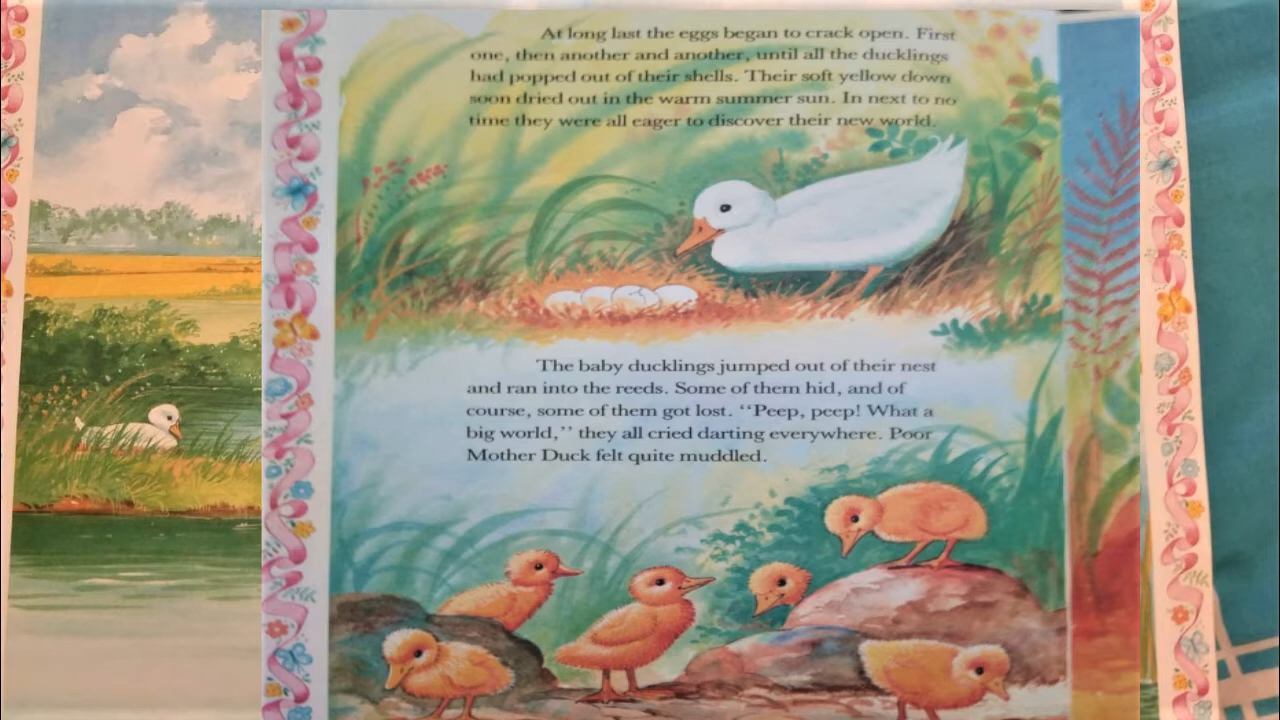 At long last the eggs began to crack open. First
one, then another and another, until all the ducklings
had popped out of their shells. Their soft yellow down
soon dried out in the warm summer sun. In next to no
time they were all eager to discover their new world.
The baby ducklings jumped out of their nest
and ran into the reeds. Some of them hid, and of
course, some of them got lost. ‘‘Peep, peep! What a
big world,’’ they all cried darting everywhere. Poor
Mother Duck felt quite muddled.